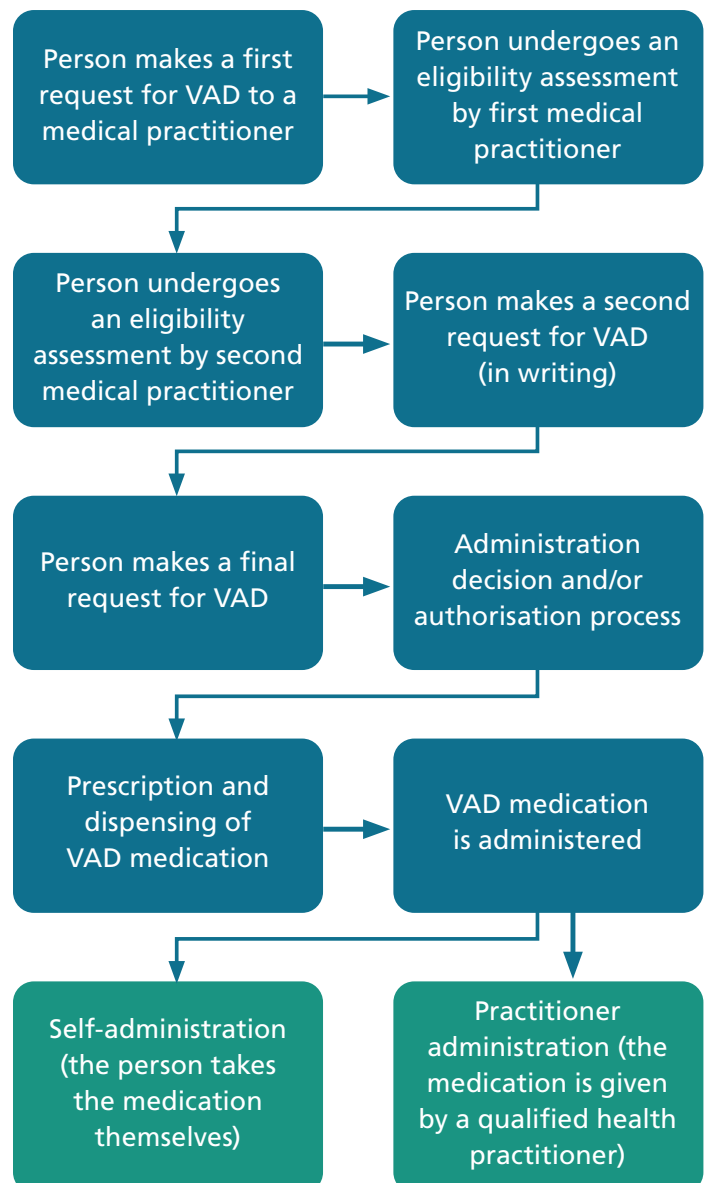 Person makes a first
request for VAD to a
medical practitioner
Person undergoes an
eligibility assessment
by first medical
practitioner
Person undergoes
an eligibility
assessment by second
medical practitioner
Person makes a second
request for VAD
(in writing)
Person makes a final
request for VAD
Administration
decision and/or
authorisation process
Prescription and
dispensing of
VAD medication
VAD medication
is administered
Self-administration
(the person takes
the medication
themselves)
Practitioner
administration (the
medication is given
by a qualified health
practitioner)